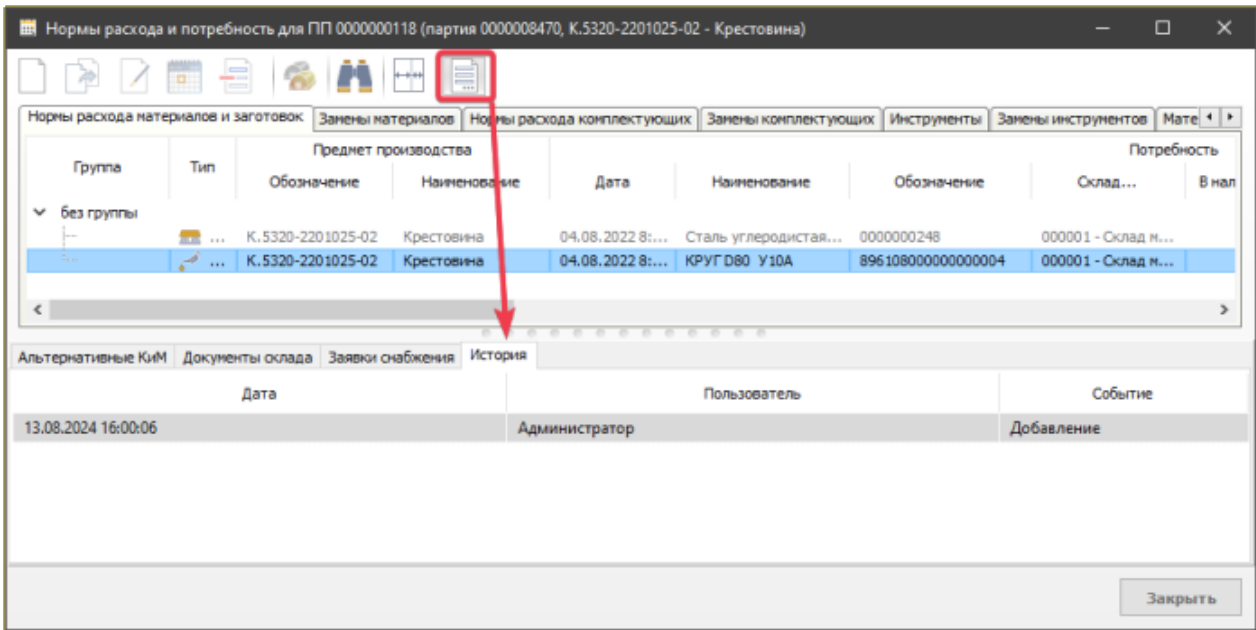 Нормы расхода и потребность для ПП 0000000118 (партия 0000008470, К.5320-2201025-02 - Крестовина)
Нормы расхода материалов и заготовок Замены материалов Нормы расхода комплектующих Замены комплектующих Инструменты Замены инструментов Мате
Предмет производства Потребность
Группа Тип Обозначение Наименование Дата Наименование Обозначение Склад... В нал
без группы
... К.5320-2201025-02 Крестовина 04.08.2022 8:... Сталь углеродистая... 0000000248 000001 - Склад м...
... К.5320-2201025-02 Крестовина 04.08.2022 8:... КРУГ D80 У10А 896108000000000004 000001 - Склад м...
Альтернативные КиМ Документы склада Заявки снабжения История
Дата Пользователь Событие
13.08.2024 16:00:06 Администратор Добавление
Закрыть